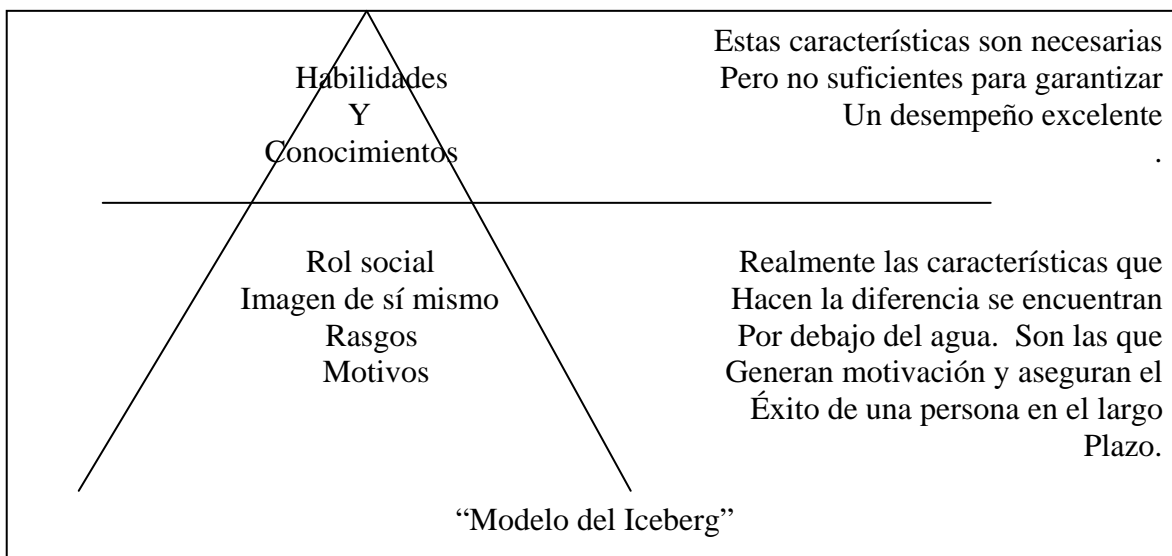 Habilidades
Y
Conocimientos
Estas características son necesarias
Pero no suficientes para garantizar
Un desempeño excelente
.
Rol social
Imagen de sí mismo
Rasgos
Motivos
Realmente las características que
Hacen la diferencia se encuentran
Por debajo del agua.  Son las que
Generan motivación y aseguran el
Éxito de una persona en el largo
Plazo.
“Modelo del Iceberg”